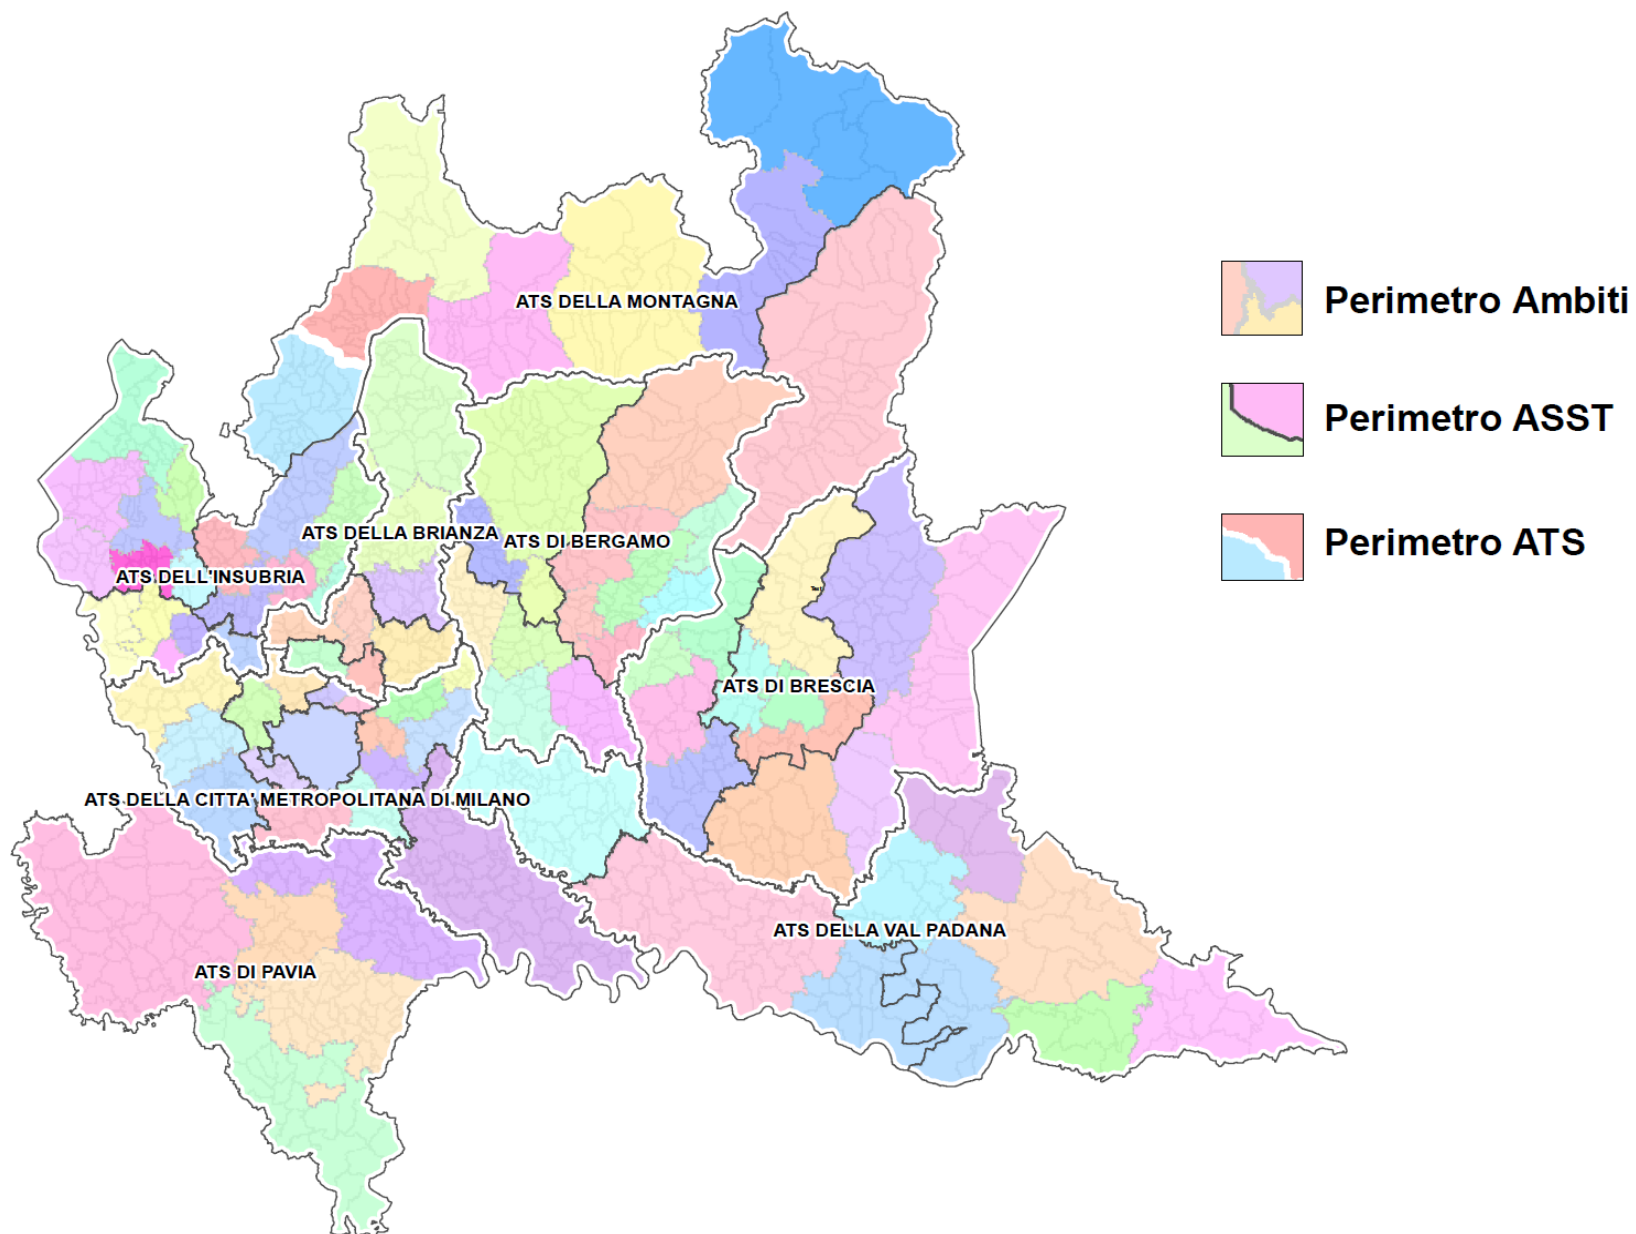 ATS DELLA MONTAGNA
Perimetro Ambiti
Perimetro ASST
ATS DELLA BRIANZA
ATS DI BERGAMO
Perimetro ATS
ATS DELL'INSUBRIA
ATS DI BRESCIA
ATS DELLA CITTA' METROPOLITANA DI MILANO
ATS DELLA VAL PADANA
ATS DI PAVIA